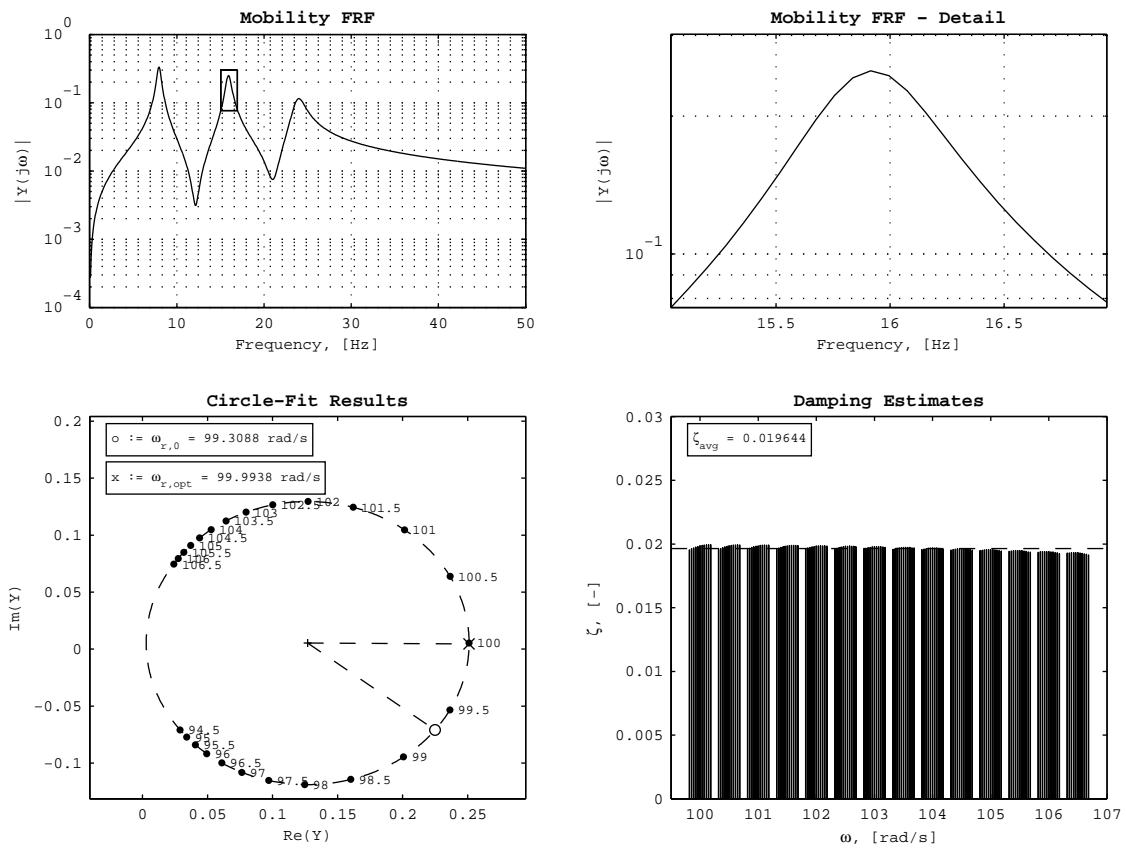 Mobility FRF
10^0
10^-1
10^-2
10^-3
10^-4
|Y(jω)|
0 10 20 30 40 50
Frequency, [Hz]
Mobility FRF - Detail
10^-1
|Y(jω)|
15.5 16 16.5
Frequency, [Hz]
Circle-Fit Results
0.2
0.15
0.1
0.05
0
-0.05
-0.1
Im(Y)
o := ω_r,0 = 99.3088 rad/s
x := ω_r,opt = 99.9938 rad/s
102
102.5
101.5
103
103.5
101
104
104.5
105
105.5
106
106.5
100.5
100
99.5
94.5
95
95.5
96
96.5
97
97.5
98
98.5
99
0 0.05 0.1 0.15 0.2 0.25
Re(Y)
Damping Estimates
0.03
0.025
0.02
0.015
0.01
0.005
0
ζ, [-]
ζ_avg = 0.019644
100 101 102 103 104 105 106 107
ω, [rad/s]